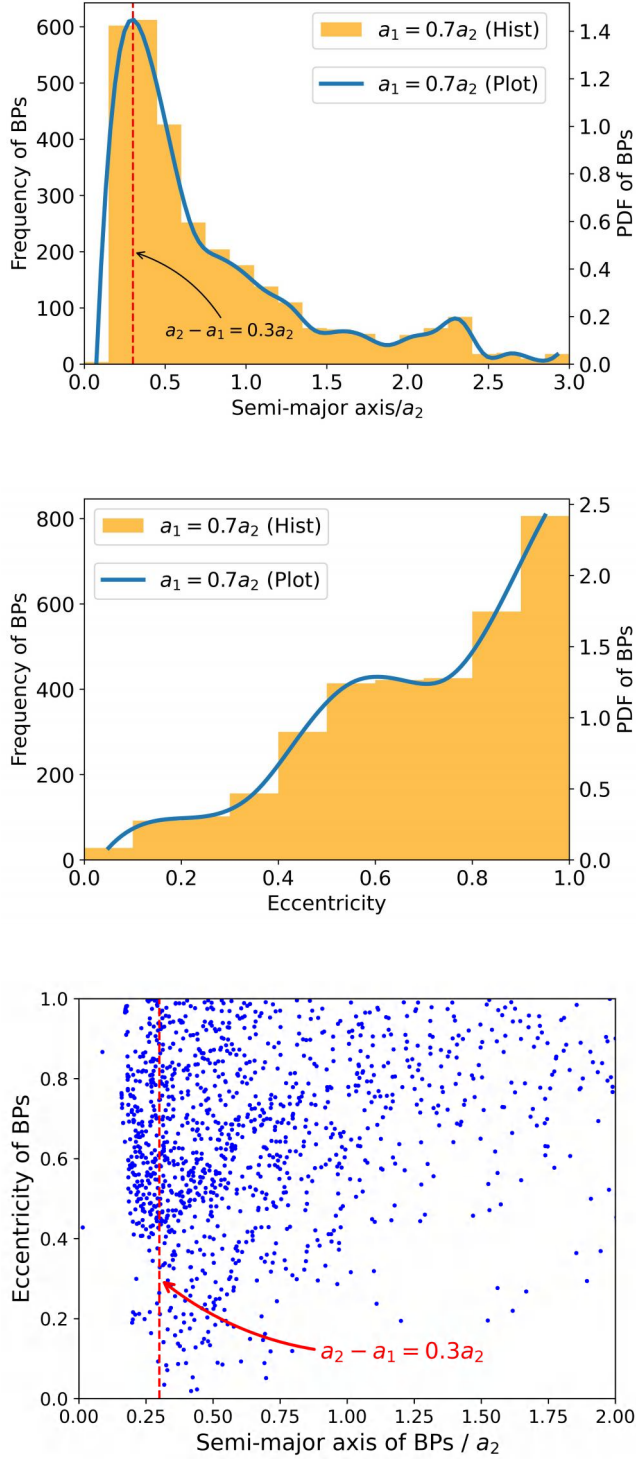 600
500
400
300
200
100
0
Frequency of BPs
a₁ = 0.7a₂ (Hist)
a₁ = 0.7a₂ (Plot)
a₂ − a₁ = 0.3a₂
1.4
1.2
1.0
0.8
0.6
0.4
0.2
0.0
PDF of BPs
0.0 0.5 1.0 1.5 2.0 2.5 3.0
Semi-major axis/a₂
800
600
400
200
0
Frequency of BPs
a₁ = 0.7a₂ (Hist)
a₁ = 0.7a₂ (Plot)
2.5
2.0
1.5
1.0
0.5
0.0
PDF of BPs
0.0 0.2 0.4 0.6 0.8 1.0
Eccentricity
1.0
0.8
0.6
0.4
0.2
0.0
Eccentricity of BPs
a₂ − a₁ = 0.3a₂
0.00 0.25 0.50 0.75 1.00 1.25 1.50 1.75 2.00
Semi-major axis of BPs / a₂